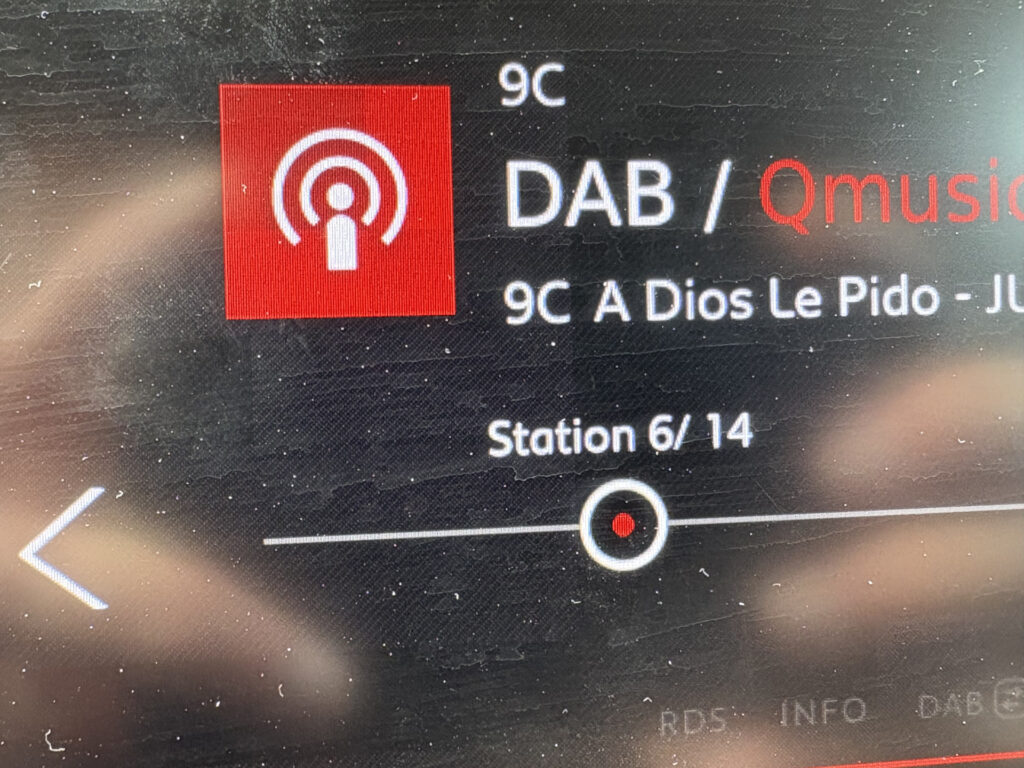 9C
DAB / Qmusic
9C A Dios Le Pido - JU
Station 6/ 14
RDS INFO DAB